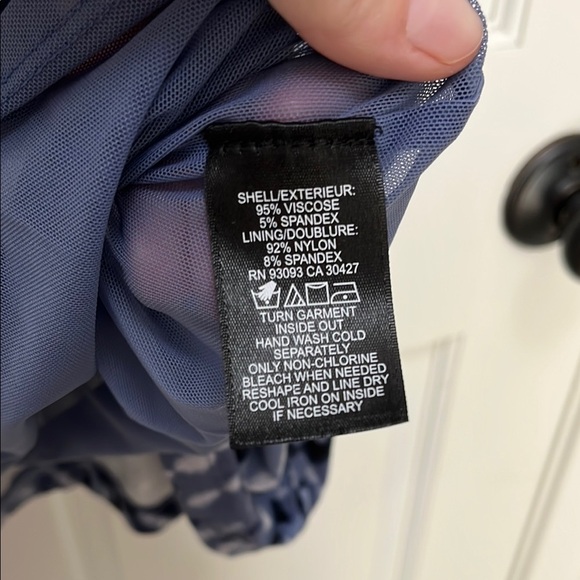 SHELL/EXTERIEUR:
95% VISCOSE
5% SPANDEX
LINING/DOUBLURE:
92% NYLON
8% SPANDEX
RN 93093 CA 30427
TURN GARMENT
INSIDE OUT
HAND WASH COLD
SEPARATELY
ONLY NON-CHLORINE
BLEACH WHEN NEEDED
RESHAPE AND LINE DRY
COOL IRON ON INSIDE
IF NECESSARY